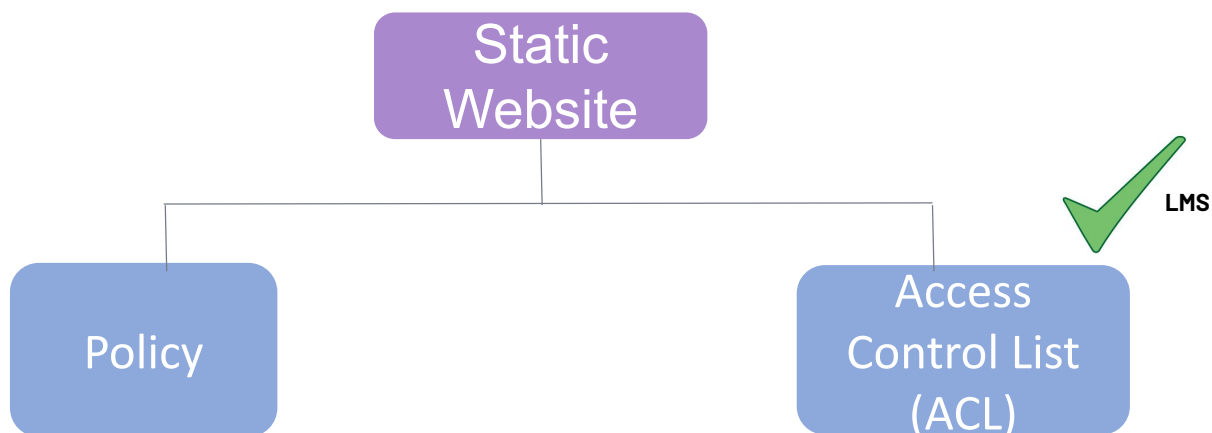 Static
Website
LMS
Policy
Access
Control List
(ACL)